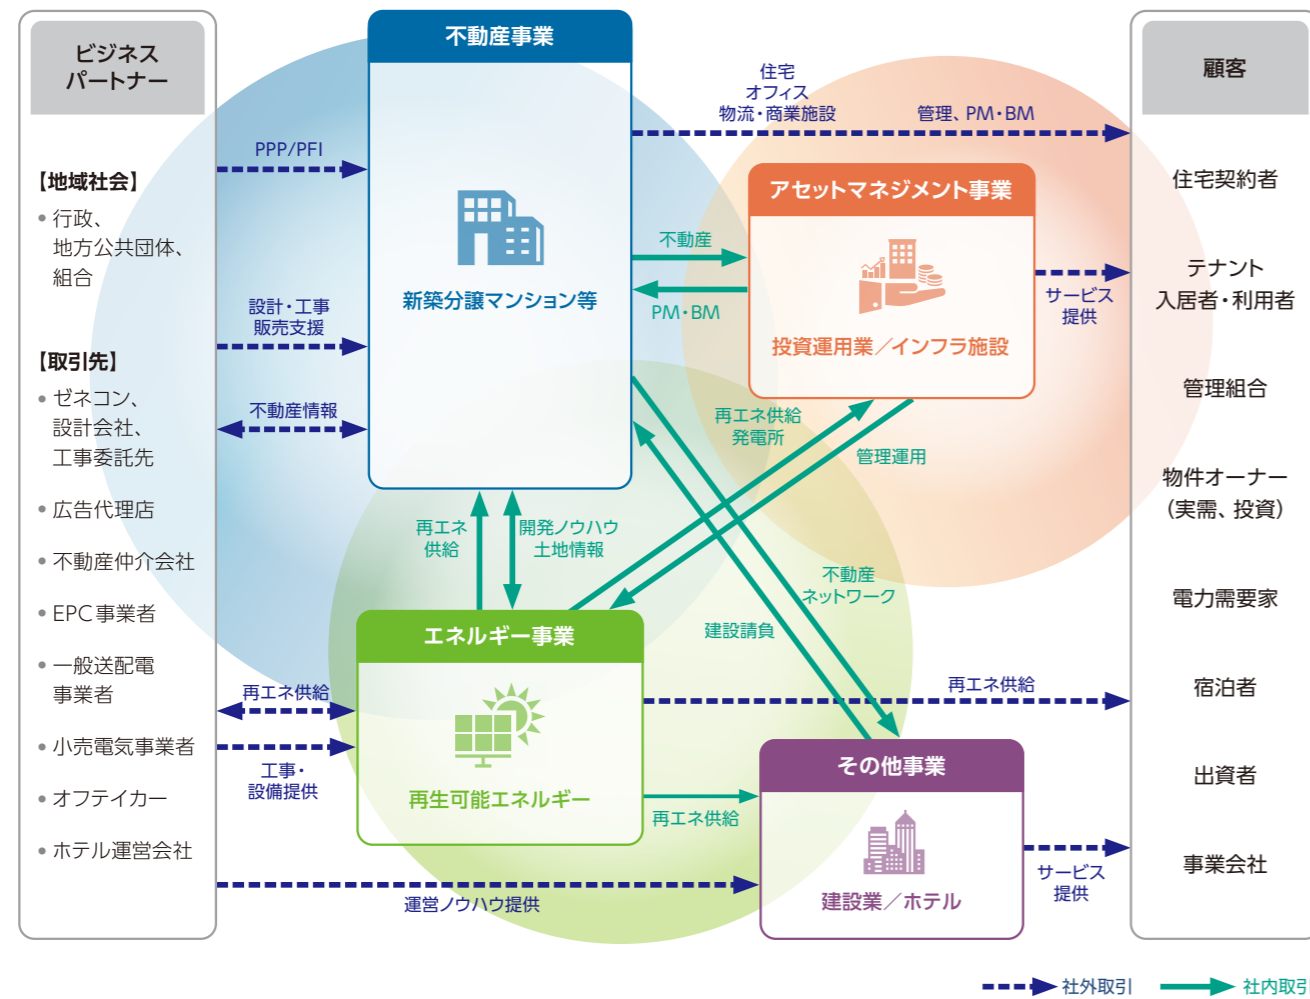 ビジネス
パートナー
【地域社会】
• 行政、
地方公共団体、
組合
【取引先】
• ゼネコン、
設計会社、
工事委託先
• 広告代理店
• 不動産仲介会社
• EPC事業者
• 一般送配電
事業者
• 小売電気事業者
• オフテイカー
• ホテル運営会社
PPP/PFI
設計・工事
販売支援
不動産情報
再エネ供給
工事・
設備提供
運営ノウハウ提供
不動産事業
新築分譲マンション等
再エネ
供給
開発ノウハウ
土地情報
エネルギー事業
再生可能エネルギー
住宅
オフィス
物流・商業施設
管理、PM・BM
不動産
PM・BM
アセットマネジメント事業
投資運用業／インフラ施設
サービス
提供
再エネ供給
発電所
管理運用
不動産
ネットワーク
建設請負
再エネ供給
再エネ供給
その他事業
建設業／ホテル
サービス
提供
顧客
住宅契約者
テナント
入居者・利用者
管理組合
物件オーナー
（実需、投資）
電力需要家
宿泊者
出資者
事業会社
社外取引
社内取引